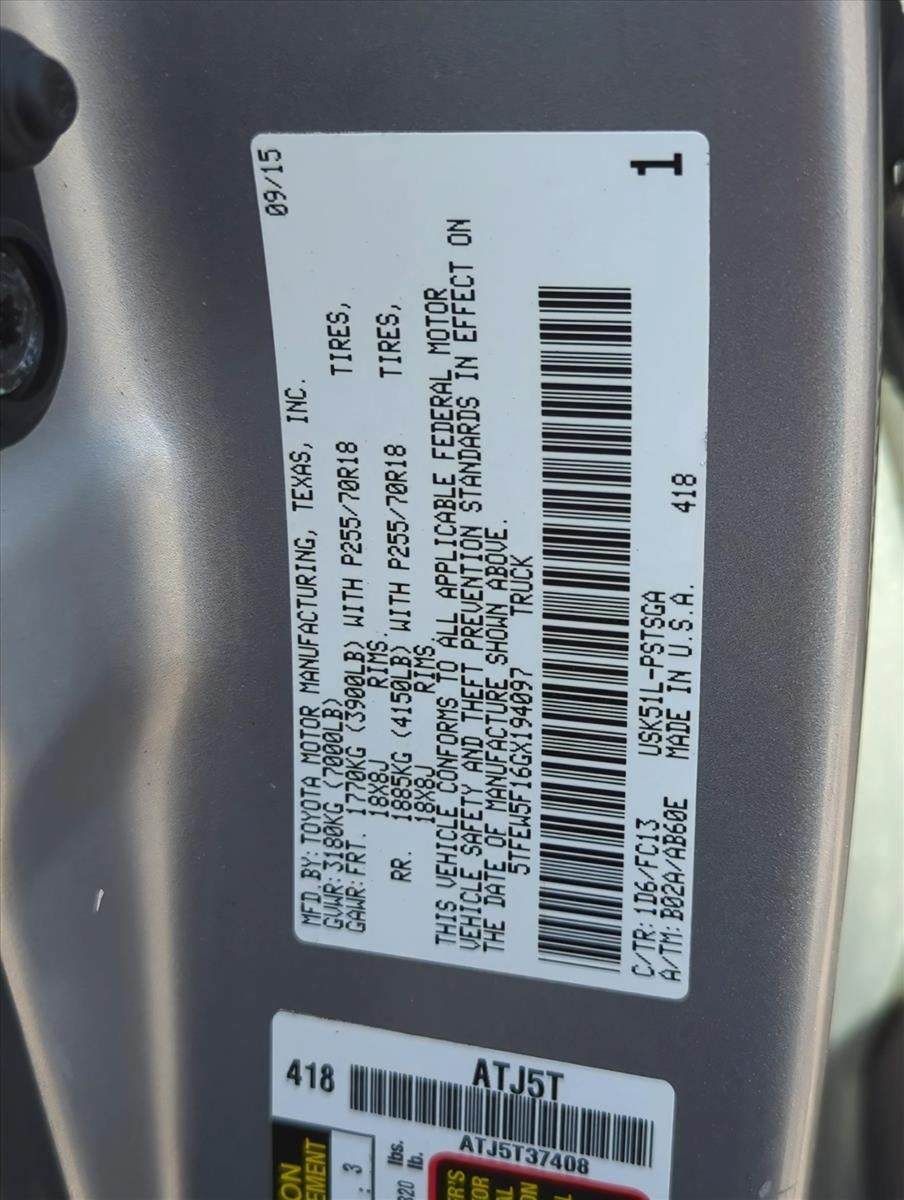 09/15
MFD.BY:TOYOTA MOTOR MANUFACTURING, TEXAS, INC.
GVWR:3180KG (7000LB)
GAWR:FRT. 1770KG (3900LB) WITH P255/70R18 TIRES,
18X8J RIMS.
RR. 1885KG (4150LB) WITH P255/70R18 TIRES,
18X8J RIMS
THIS VEHICLE CONFORMS TO ALL APPLICABLE FEDERAL MOTOR
VEHICLE SAFETY AND THEFT PREVENTION STANDARDS IN EFFECT ON
THE DATE OF MANUFACTURE SHOWN ABOVE.
5TFEW5F16GX194097 TRUCK
C/TR:1D6/FC13 USK51L-PSTSGA 418
A/TM:B02A/AB60E MADE IN U.S.A. 1
418
ATJ5T
ATJ5T37408
lbs.
lb.
: 3